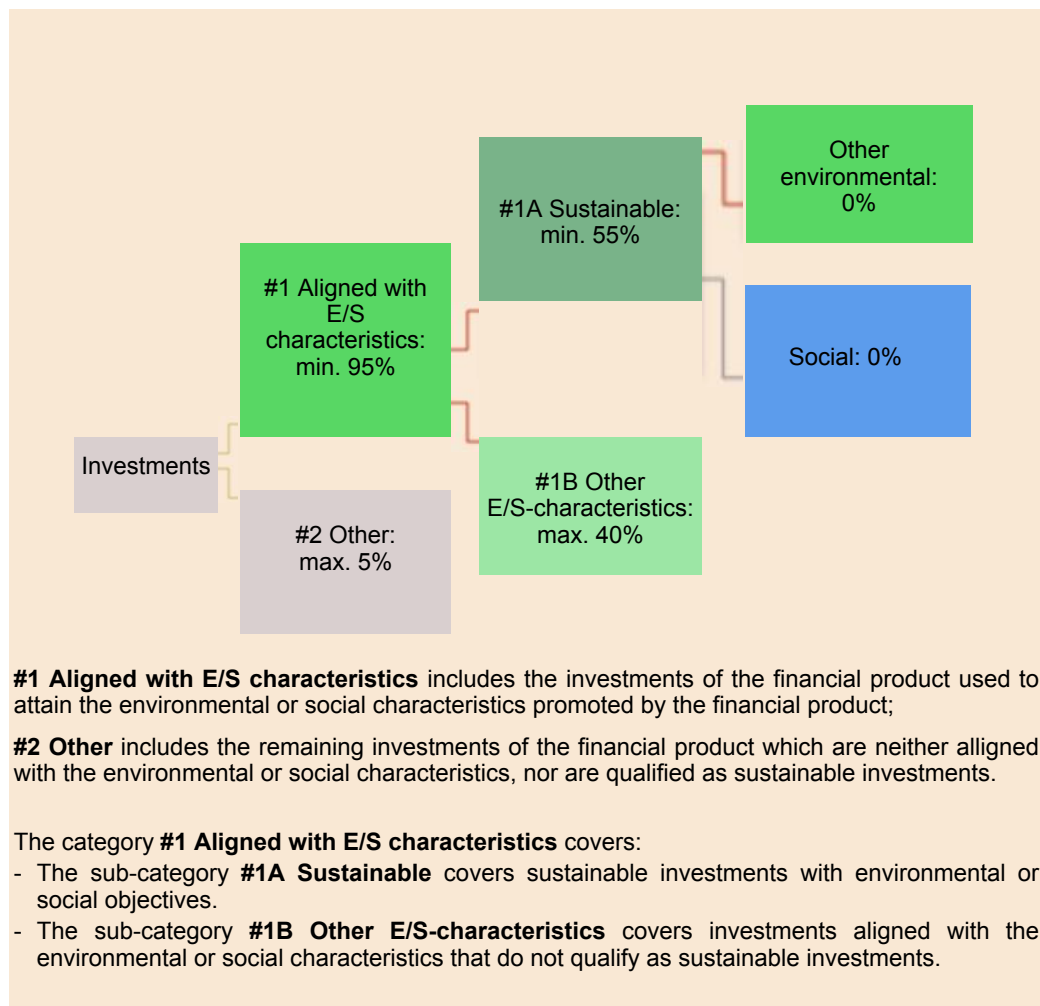 Other
environmental:
0%
#1A Sustainable:
min. 55%
#1 Aligned with
E/S
characteristics:
min. 95%
Social: 0%
Investments
#1B Other
E/S-characteristics:
max. 40%
#2 Other:
max. 5%
#1 Aligned with E/S characteristics includes the investments of the financial product used to
attain the environmental or social characteristics promoted by the financial product;
#2 Other includes the remaining investments of the financial product which are neither alligned
with the environmental or social characteristics, nor are qualified as sustainable investments.
The category #1 Aligned with E/S characteristics covers:
- The sub-category #1A Sustainable covers sustainable investments with environmental or
social objectives.
- The sub-category #1B Other E/S-characteristics covers investments aligned with the
environmental or social characteristics that do not qualify as sustainable investments.